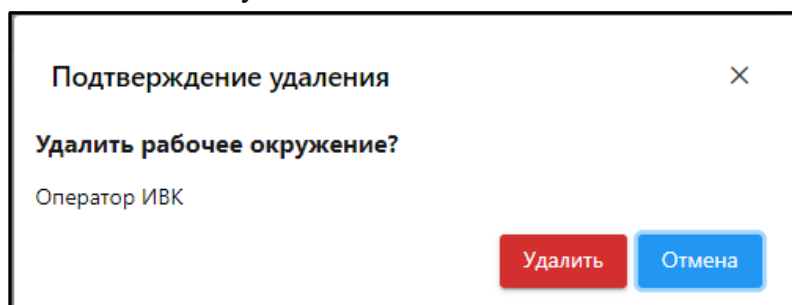 Подтверждение удаления
Удалить рабочее окружение?
Оператор ИВК
Удалить Отмена